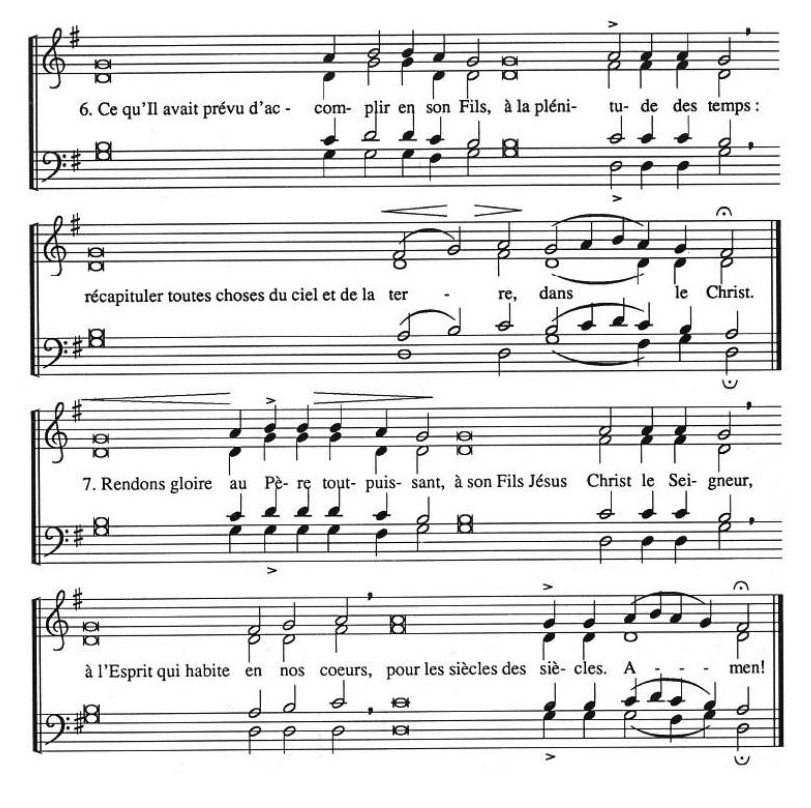 6. Ce qu'Il avait prévu d'ac - com- plir en son Fils, à la pléni- tu- de des temps :
récapituler toutes choses du ciel et de la ter - re, dans le Christ.
7. Rendons gloire au Pè- re tout- puis- sant, à son Fils Jésus Christ le Sei- gneur,
à l'Esprit qui habite en nos coeurs, pour les siècles des siè- cles. A - - - men!